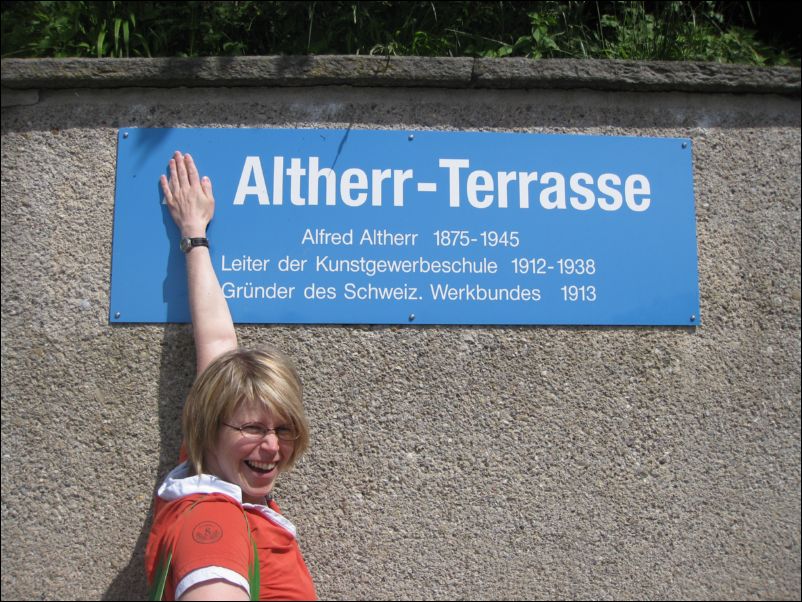 Altherr-Terrasse
Alfred Altherr 1875-1945
Leiter der Kunstgewerbeschule 1912-1938
Gründer des Schweiz. Werkbundes 1913